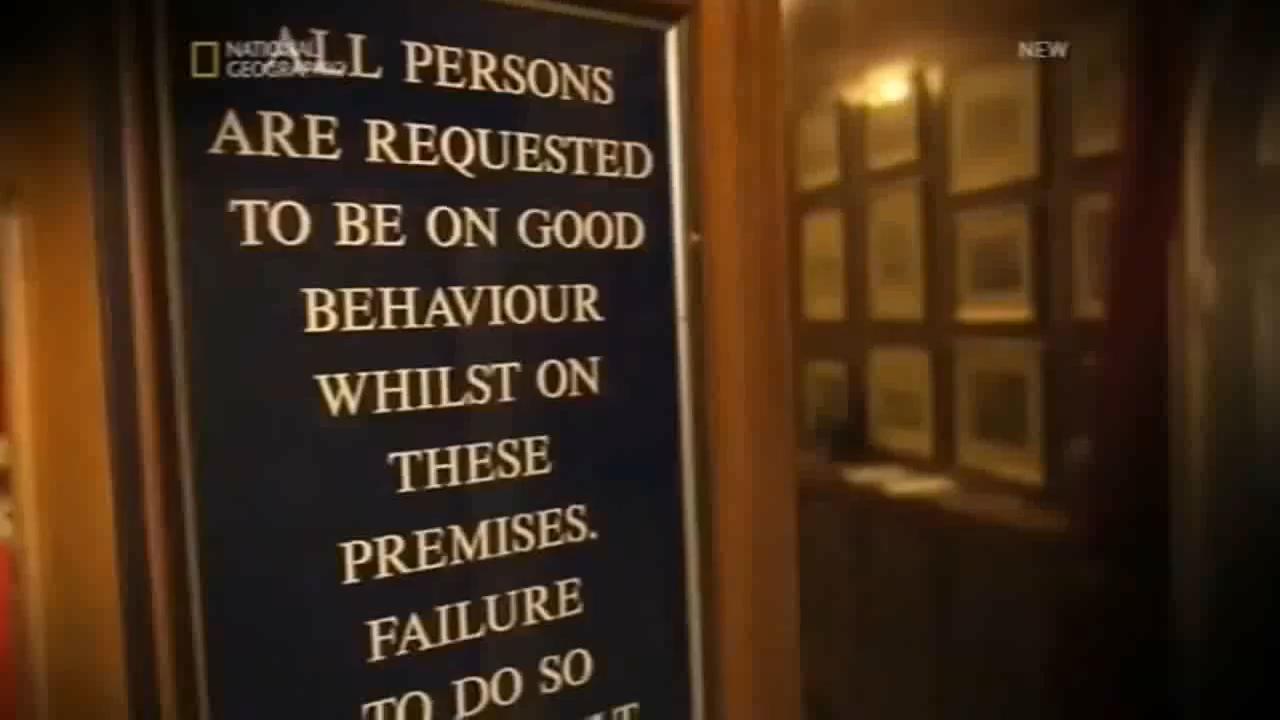 NATIONAL
GEOGRAPHIC
NEW
ALL PERSONS
ARE REQUESTED
TO BE ON GOOD
BEHAVIOUR
WHILST ON
THESE
PREMISES.
FAILURE
TO DO SO